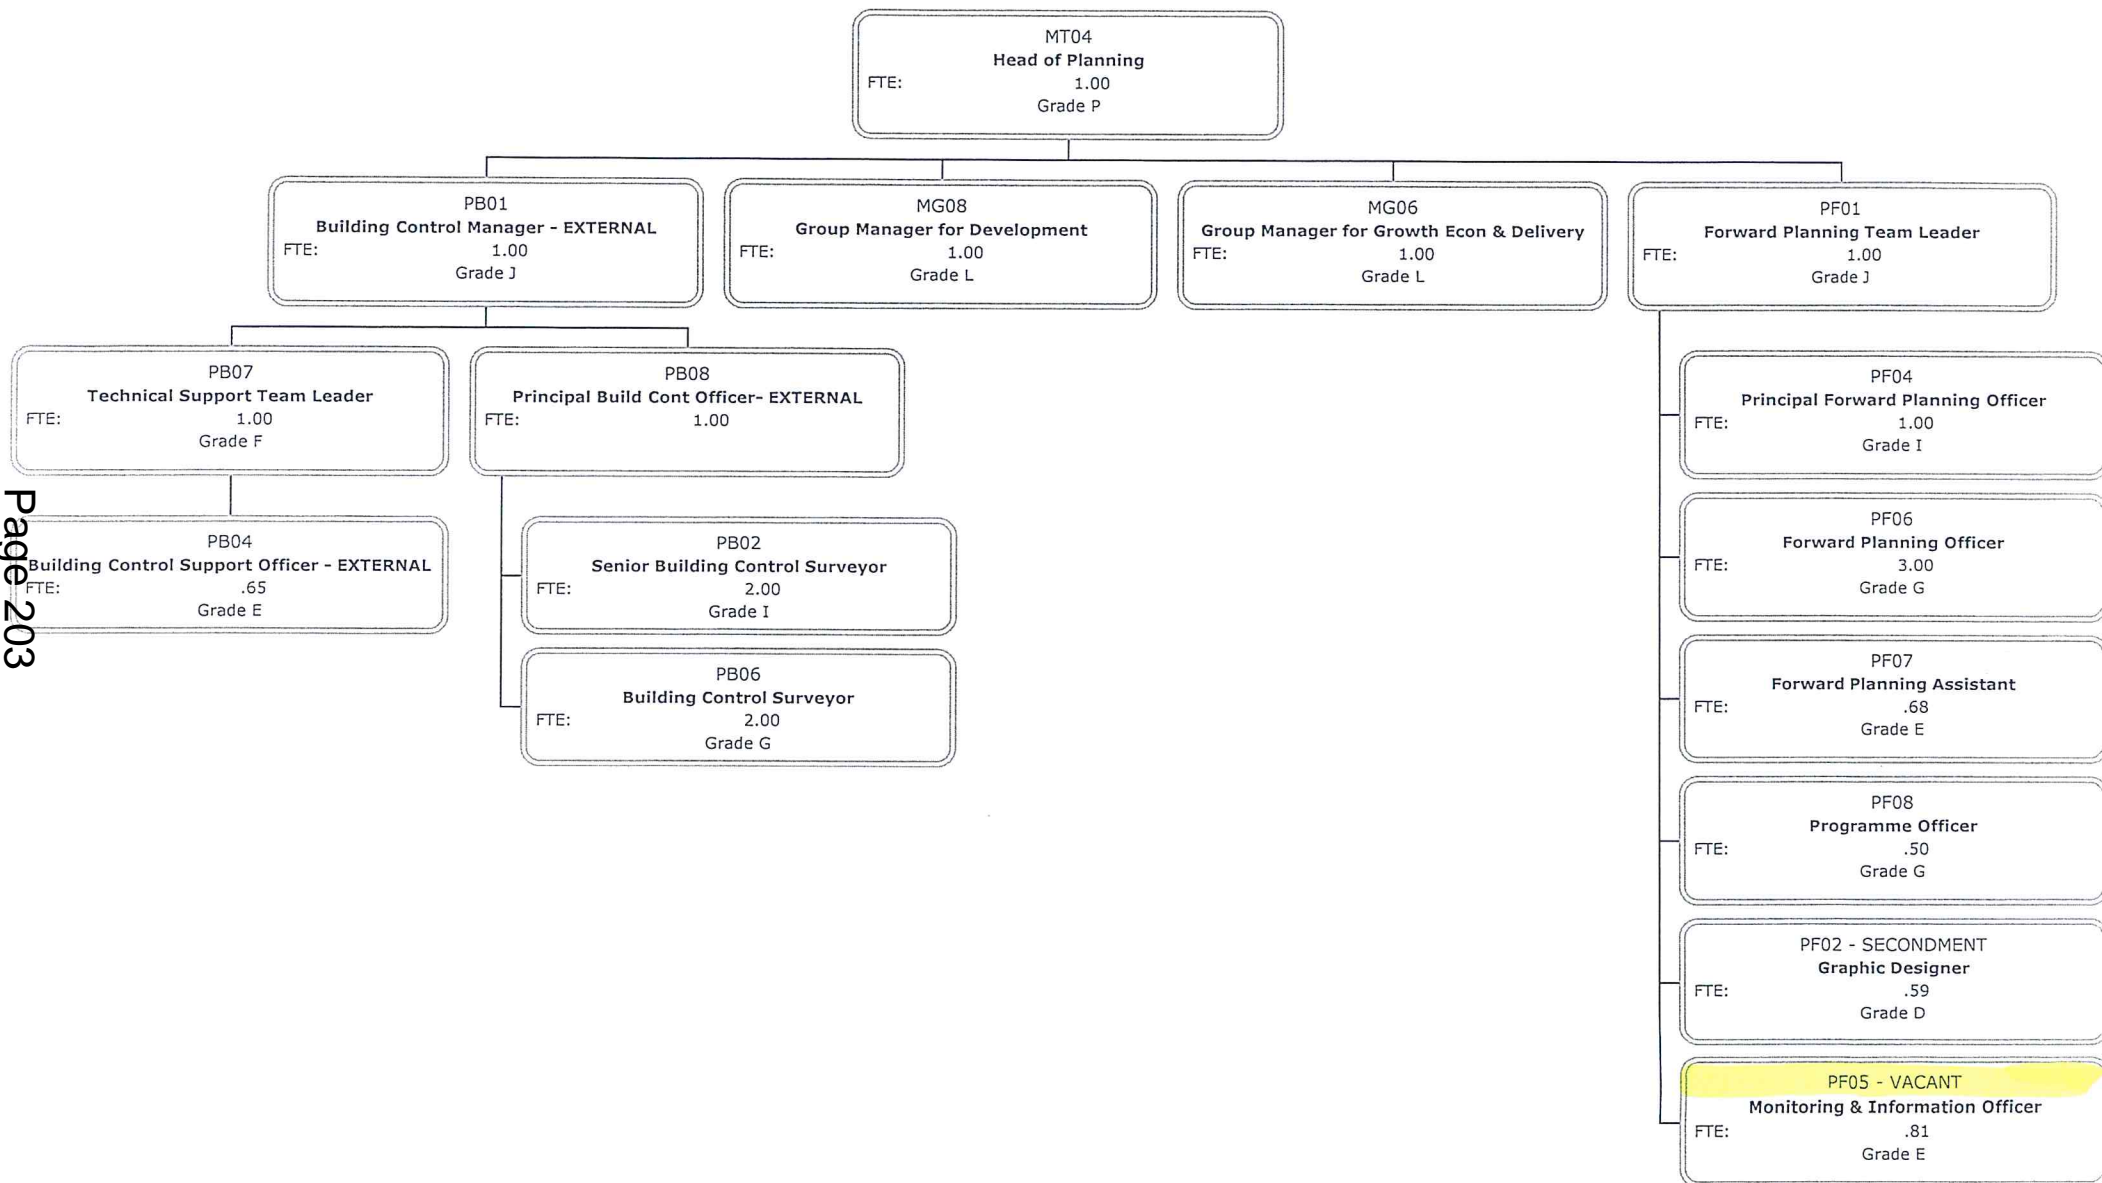 MT04
Head of Planning
FTE: 1.00
Grade P
PB01
Building Control Manager - EXTERNAL
FTE: 1.00
Grade J
MG08
Group Manager for Development
FTE: 1.00
Grade L
MG06
Group Manager for Growth Econ & Delivery
FTE: 1.00
Grade L
PF01
Forward Planning Team Leader
FTE: 1.00
Grade J
PB07
Technical Support Team Leader
FTE: 1.00
Grade F
PB08
Principal Build Cont Officer- EXTERNAL
FTE: 1.00
PB04
Building Control Support Officer - EXTERNAL
FTE: .65
Grade E
PB02
Senior Building Control Surveyor
FTE: 2.00
Grade I
PB06
Building Control Surveyor
FTE: 2.00
Grade G
PF04
Principal Forward Planning Officer
FTE: 1.00
Grade I
PF06
Forward Planning Officer
FTE: 3.00
Grade G
PF07
Forward Planning Assistant
FTE: .68
Grade E
PF08
Programme Officer
FTE: .50
Grade G
PF02 - SECONDMENT
Graphic Designer
FTE: .59
Grade D
PF05 - VACANT
Monitoring & Information Officer
FTE: .81
Grade E
Page 203